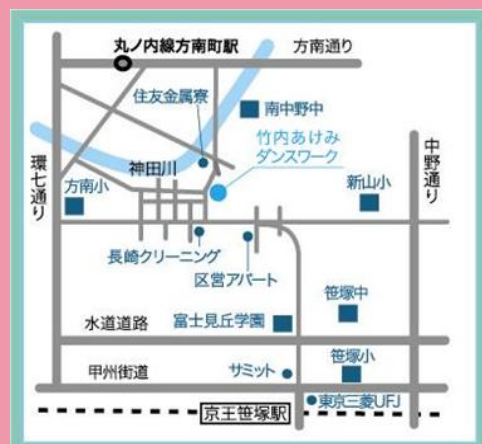 丸ノ内線方南町駅
方南通り
住友金属寮
南中野中
竹内あけみ
ダンスワーク
中野通り
環七通り
神田川
方南小
新山小
長崎クリーニング
区営アパート
笹塚中
水道道路
富士見丘学園
笹塚小
甲州街道
サミット
東京三菱UFJ
京王笹塚駅